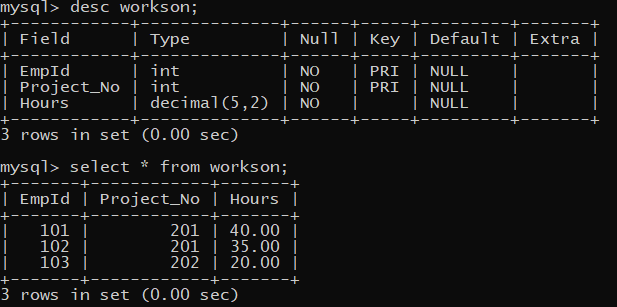 mysql> desc workson;
+------------+--------------+------+-----+---------+-------+
| Field      | Type         | Null | Key | Default | Extra |
+------------+--------------+------+-----+---------+-------+
| EmpId      | int          | NO   | PRI | NULL    |       |
| Project_No | int          | NO   | PRI | NULL    |       |
| Hours      | decimal(5,2) | NO   |     | NULL    |       |
+------------+--------------+------+-----+---------+-------+
3 rows in set (0.00 sec)
mysql> select * from workson;
+-------+------------+-------+
| EmpId | Project_No | Hours |
+-------+------------+-------+
|   101 |        201 | 40.00 |
|   102 |        201 | 35.00 |
|   103 |        202 | 20.00 |
+-------+------------+-------+
3 rows in set (0.00 sec)